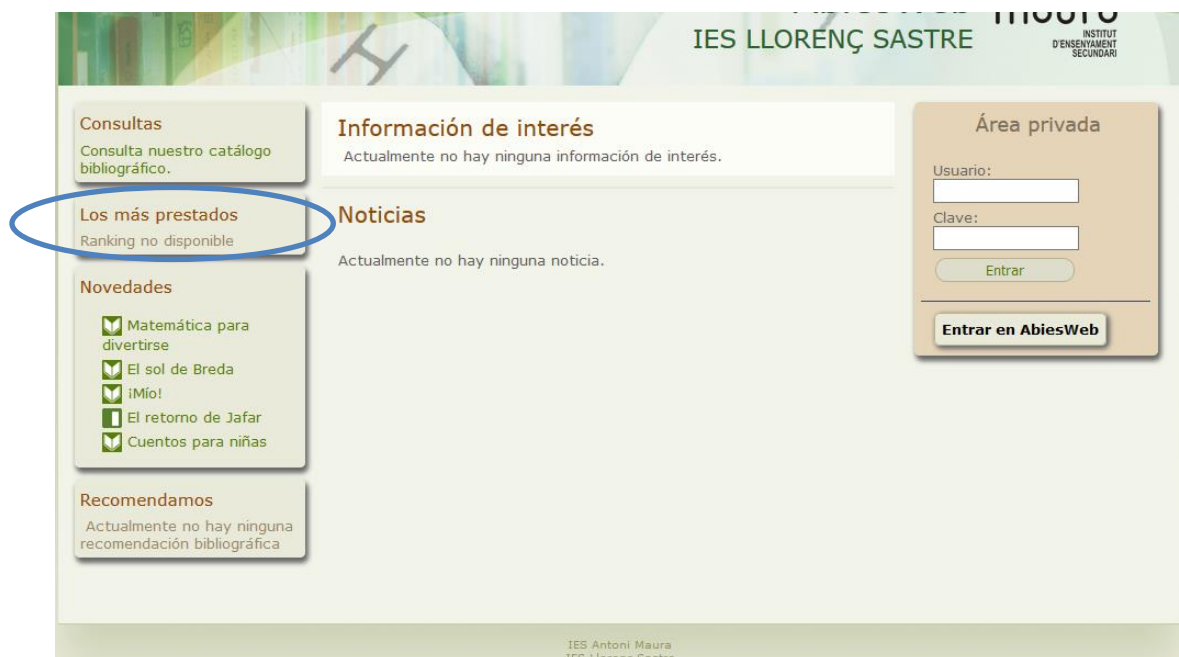 IES LLORENÇ SASTRE
INSTITUT
D'ENSENYAMENT
SECUNDARI
Consultas
Consulta nuestro catálogo
bibliográfico.
Los más prestados
Ranking no disponible
Novedades
Matemática para
divertirse
El sol de Breda
¡Mío!
El retorno de Jafar
Cuentos para niñas
Recomendamos
Actualmente no hay ninguna
recomendación bibliográfica
Información de interés
Actualmente no hay ninguna información de interés.
Noticias
Actualmente no hay ninguna noticia.
Área privada
Usuario:
Clave:
Entrar
Entrar en AbiesWeb
IES Antoni Maura